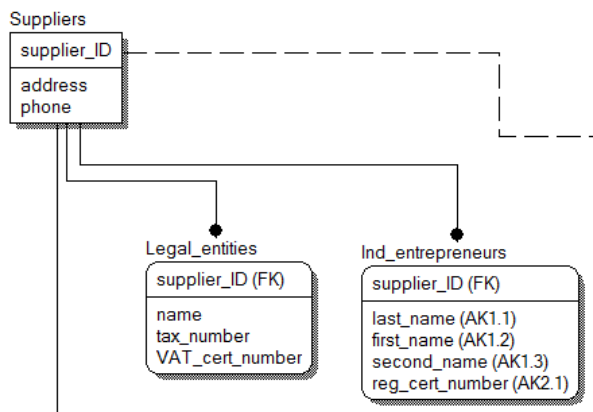 Suppliers
supplier_ID
address
phone
Legal_entities
supplier_ID (FK)
name
tax_number
VAT_cert_number
Ind_entrepreneurs
supplier_ID (FK)
last_name (AK1.1)
first_name (AK1.2)
second_name (AK1.3)
reg_cert_number (AK2.1)